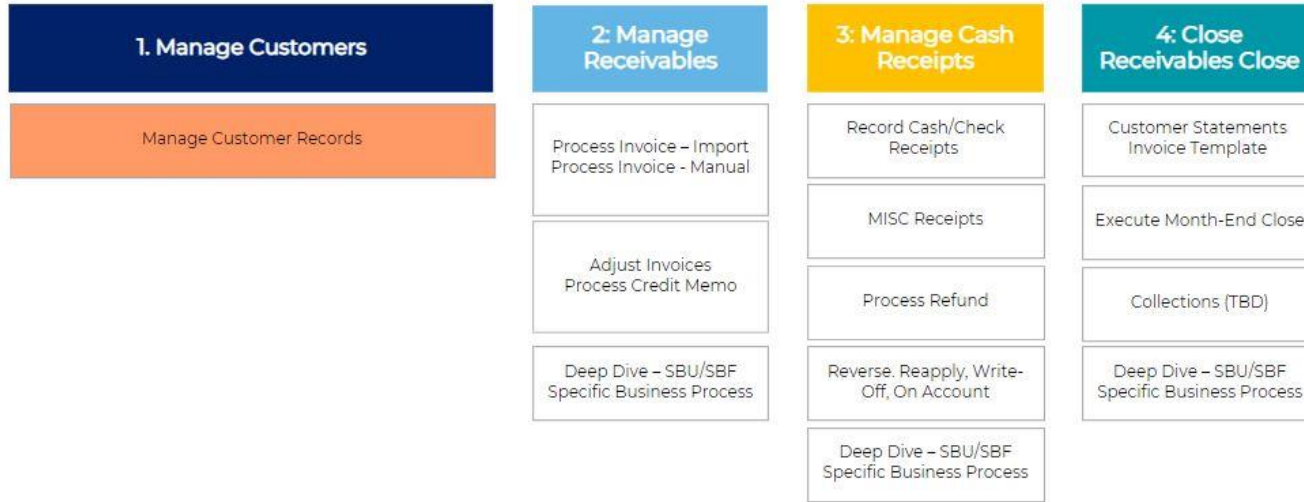 1. Manage Customers
Manage Customer Records
2: Manage
Receivables
Process Invoice – Import
Process Invoice - Manual
Adjust Invoices
Process Credit Memo
Deep Dive – SBU/SBF
Specific Business Process
3: Manage Cash
Receipts
Record Cash/Check
Receipts
MISC Receipts
Process Refund
Reverse. Reapply, Write-
Off, On Account
Deep Dive – SBU/SBF
Specific Business Process
4: Close
Receivables Close
Customer Statements
Invoice Template
Execute Month-End Close
Collections (TBD)
Deep Dive – SBU/SBF
Specific Business Process